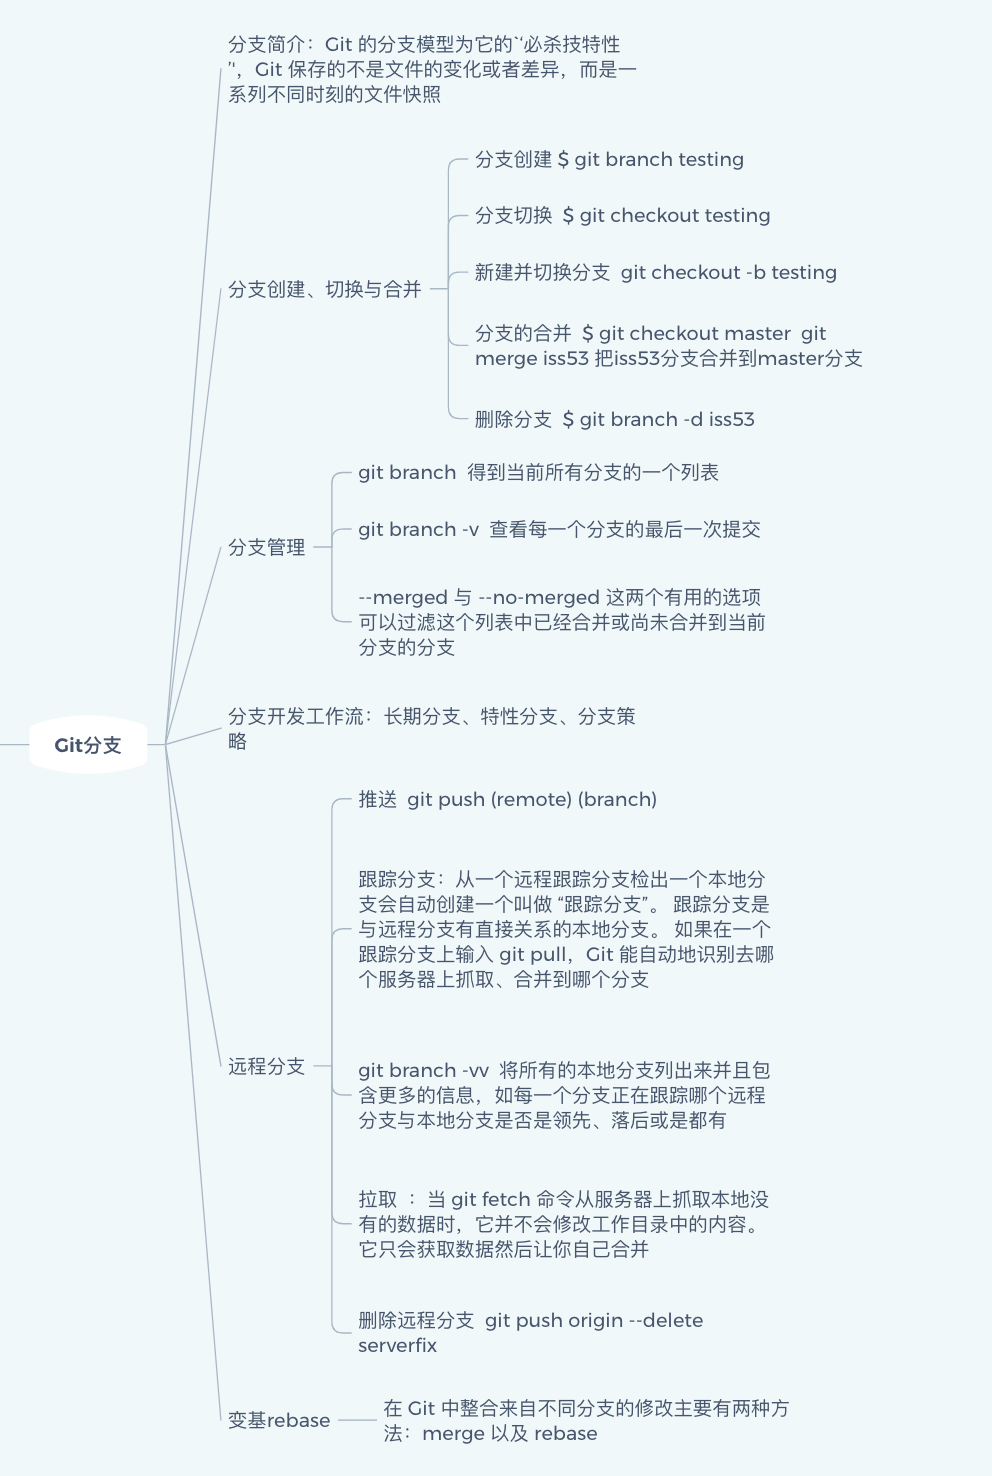 分支简介：Git 的分支模型为它的`‘必杀技特性
’'，Git 保存的不是文件的变化或者差异，而是一
系列不同时刻的文件快照
分支创建、切换与合并
分支创建 $ git branch testing
分支切换  $ git checkout testing
新建并切换分支  git checkout -b testing
分支的合并  $ git checkout master  git
merge iss53 把iss53分支合并到master分支
删除分支  $ git branch -d iss53
分支管理
git branch  得到当前所有分支的一个列表
git branch -v  查看每一个分支的最后一次提交
--merged 与 --no-merged 这两个有用的选项
可以过滤这个列表中已经合并或尚未合并到当前
分支的分支
Git分支
分支开发工作流：长期分支、特性分支、分支策
略
远程分支
推送  git push (remote) (branch)
跟踪分支：从一个远程跟踪分支检出一个本地分
支会自动创建一个叫做 “跟踪分支”。 跟踪分支是
与远程分支有直接关系的本地分支。 如果在一个
跟踪分支上输入 git pull，Git 能自动地识别去哪
个服务器上抓取、合并到哪个分支
git branch -vv  将所有的本地分支列出来并且包
含更多的信息，如每一个分支正在跟踪哪个远程
分支与本地分支是否是领先、落后或是都有
拉取 ：当 git fetch 命令从服务器上抓取本地没
有的数据时，它并不会修改工作目录中的内容。
它只会获取数据然后让你自己合并
删除远程分支  git push origin --delete
serverfix
变基rebase
在 Git 中整合来自不同分支的修改主要有两种方
法：merge 以及 rebase